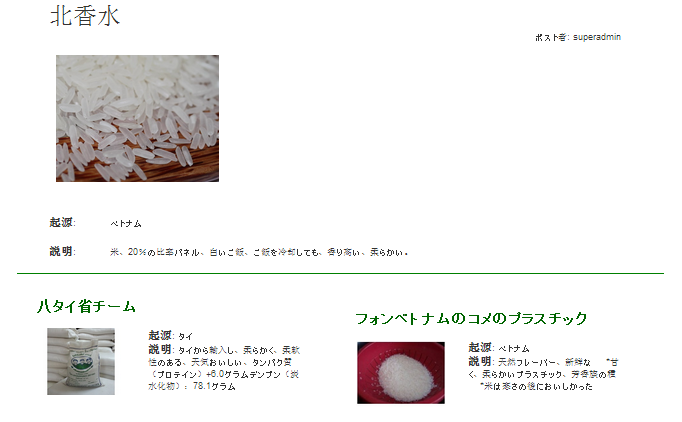 北香水
ポスト者: superadmin
起源: ベトナム
説明: 米、20%の比率パネル、白いご飯、ご飯を冷却しても、香り高い、柔らかい。
八タイ省チーム
起源: タイ
説明: タイから輸入し、柔らかく、柔軟
性のある、天気おいしい、タンパク質
（プロテイン）+6.0グラムデンプン（炭
水化物）：78.1グラム
フォンベトナムのコメのプラスチック
起源: ベトナム
説明: 天然フレーバー、新鮮な "甘
く、柔らかいプラスチック、芳香族の種
"米は寒さの後においしかった